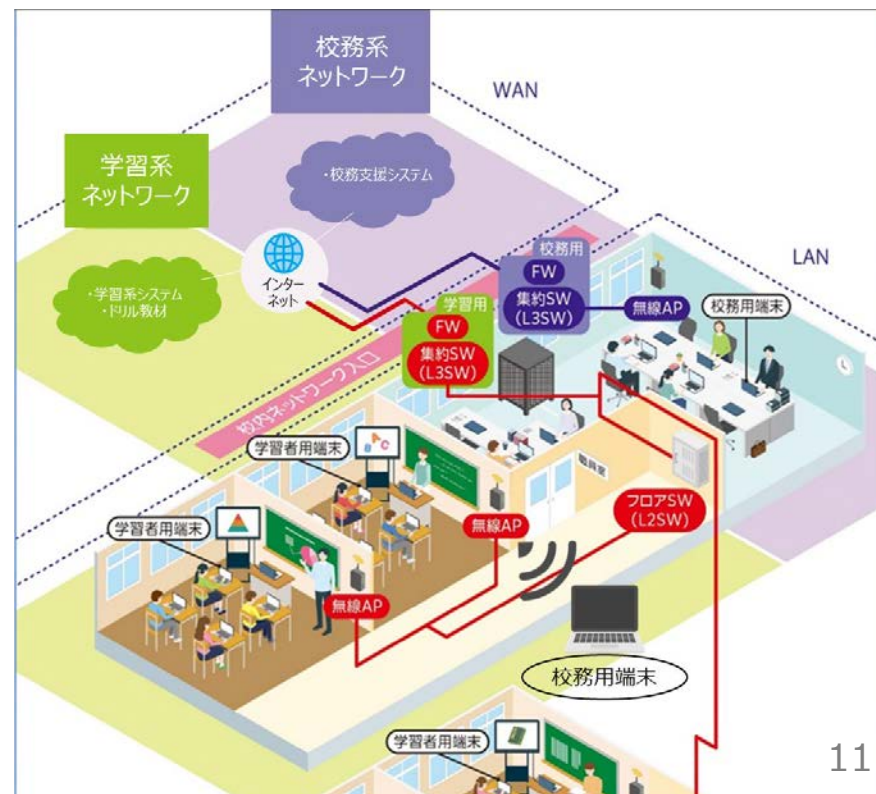 校務系
ネットワーク
WAN
学習系
ネットワーク
・校務支援システム
LAN
インター
ネット
・学習系システム
・ドリル教材
校務用
FW
集約SW
(L3SW)
無線AP
校務用端末
学習用
FW
集約SW
(L3SW)
校内ネットワーク入口
学習者用端末
ABC
職員室
学習者用端末
無線AP
フロアSW
(L2SW)
無線AP
校務用端末
学習者用端末
11